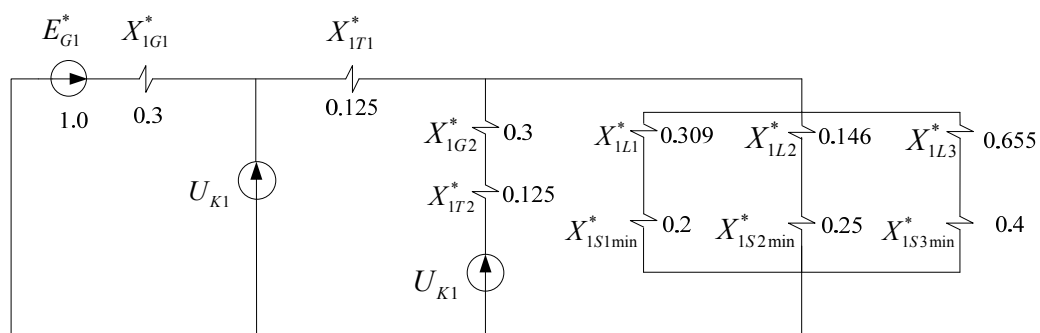 E*G1 X*1G1 X*1T1
1.0 0.3 0.125
X*1G2 0.3 X*1L1 0.309 X*1L2 0.146 X*1L3 0.655
UK1 X*1T2 0.125
X*1S1min 0.2 X*1S2min 0.25 X*1S3min 0.4
UK1